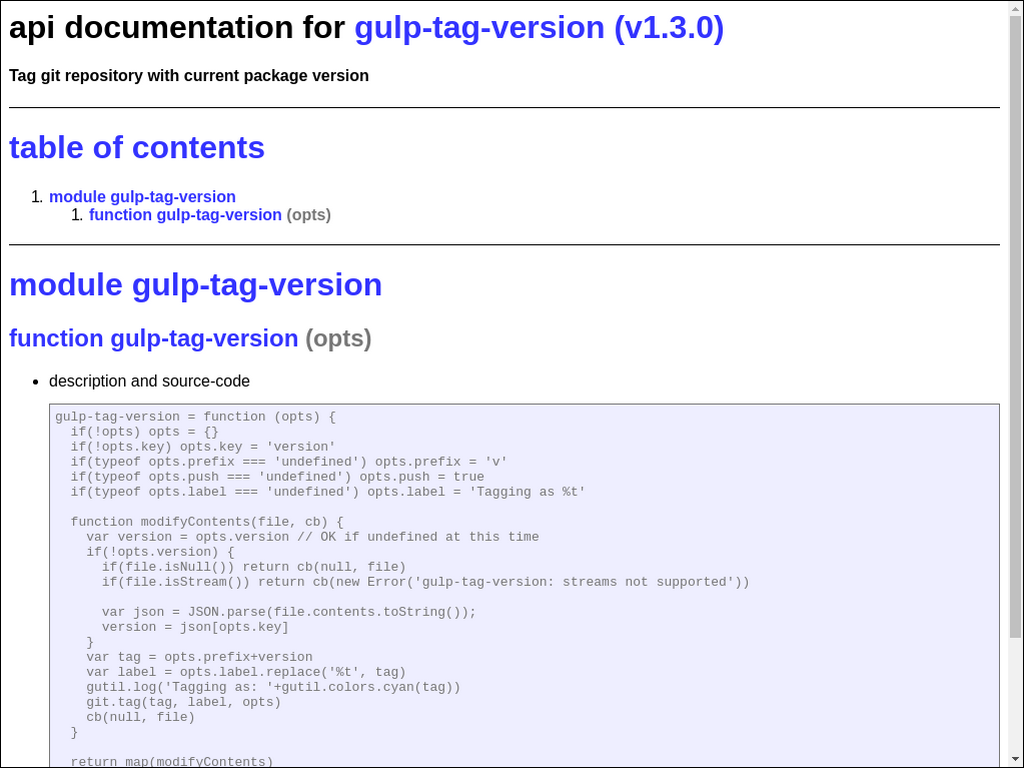 api documentation for gulp-tag-version (v1.3.0)
Tag git repository with current package version
table of contents
1. module gulp-tag-version
1. function gulp-tag-version (opts)
module gulp-tag-version
function gulp-tag-version (opts)
• description and source-code
gulp-tag-version = function (opts) {
  if(!opts) opts = {}
  if(!opts.key) opts.key = 'version'
  if(typeof opts.prefix === 'undefined') opts.prefix = 'v'
  if(typeof opts.push === 'undefined') opts.push = true
  if(typeof opts.label === 'undefined') opts.label = 'Tagging as %t'
  function modifyContents(file, cb) {
    var version = opts.version // OK if undefined at this time
    if(!opts.version) {
      if(file.isNull()) return cb(null, file)
      if(file.isStream()) return cb(new Error('gulp-tag-version: streams not supported'))
      var json = JSON.parse(file.contents.toString());
      version = json[opts.key]
    }
    var tag = opts.prefix+version
    var label = opts.label.replace('%t', tag)
    gutil.log('Tagging as: '+gutil.colors.cyan(tag))
    git.tag(tag, label, opts)
    cb(null, file)
  }
  return map(modifyContents)